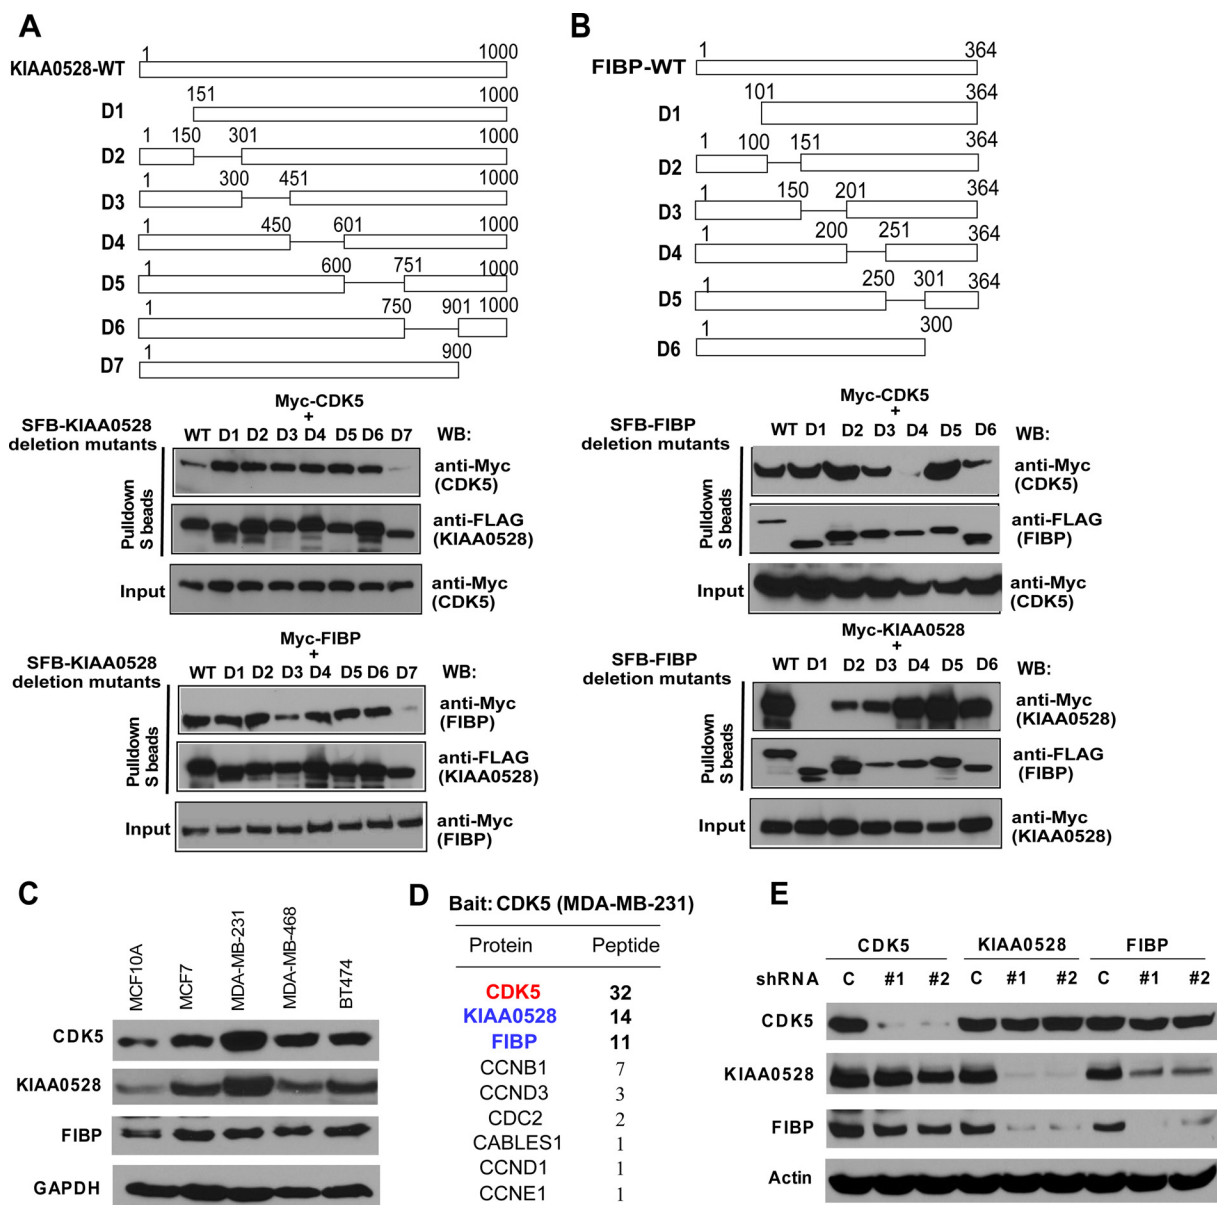 A
1 1000
KIAA0528-WT
151 1000
D1
1 150 301 1000
D2
1 300 451 1000
D3
1 450 601 1000
D4
1 600 751 1000
D5
1 750 901 1000
D6
1 900
D7
Myc-CDK5
+
SFB-KIAA0528
deletion mutants
WT D1 D2 D3 D4 D5 D6 D7 WB:
Pulldown
S beads
anti-Myc
(CDK5)
anti-FLAG
(KIAA0528)
Input
anti-Myc
(CDK5)
Myc-FIBP
+
SFB-KIAA0528
deletion mutants
WT D1 D2 D3 D4 D5 D6 D7 WB:
Pulldown
S beads
anti-Myc
(FIBP)
anti-FLAG
(KIAA0528)
Input
anti-Myc
(FIBP)
B
1 364
FIBP-WT
101 364
D1
1 100 151 364
D2
1 150 201 364
D3
1 200 251 364
D4
1 250 301 364
D5
1 300
D6
Myc-CDK5
+
SFB-FIBP
deletion mutants
WT D1 D2 D3 D4 D5 D6 WB:
Pulldown
S beads
anti-Myc
(CDK5)
anti-FLAG
(FIBP)
Input
anti-Myc
(CDK5)
Myc-KIAA0528
+
SFB-FIBP
deletion mutants
WT D1 D2 D3 D4 D5 D6 WB:
Pulldown
S beads
anti-Myc
(KIAA0528)
anti-FLAG
(FIBP)
Input
anti-Myc
(KIAA0528)
C
MCF10A
MCF7
MDA-MB-231
MDA-MB-468
BT474
CDK5
KIAA0528
FIBP
GAPDH
D
Bait: CDK5 (MDA-MB-231)
Protein Peptide
CDK5 32
KIAA0528 14
FIBP 11
CCNB1 7
CCND3 3
CDC2 2
CABLES1 1
CCND1 1
CCNE1 1
E
CDK5 KIAA0528 FIBP
shRNA C #1 #2 C #1 #2 C #1 #2
CDK5
KIAA0528
FIBP
Actin